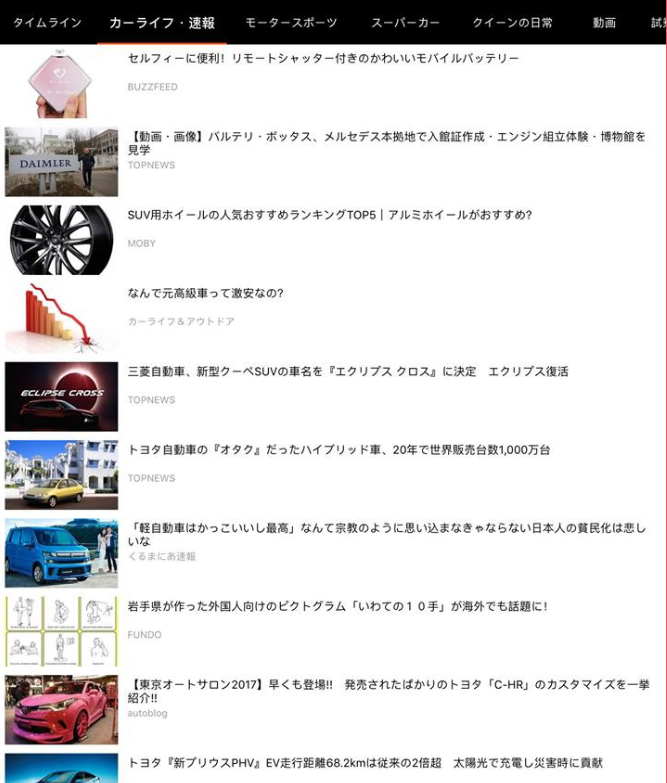 タイムライン
カーライフ・速報
モータースポーツ
スーパーカー
クイーンの日常
動画
セルフィーに便利！リモートシャッター付きのかわいいモバイルバッテリー
BUZZFEED
【動画・画像】バルテリ・ボッタス、メルセデス本拠地で入館証作成・エンジン組立体験・博物館を
見学
TOPNEWS
DAIMLER
SUV用ホイールの人気おすすめランキングTOP5｜アルミホイールがおすすめ?
MOBY
なんで元高級車って激安なの?
カーライフ＆アウトドア
三菱自動車、新型クーペSUVの車名を『エクリプス クロス』に決定　エクリプス復活
TOPNEWS
ECLIPSE CROSS
トヨタ自動車の『オタク』だったハイブリッド車、20年で世界販売台数1,000万台
TOPNEWS
「軽自動車はかっこいいし最高」なんて宗教のように思い込まなきゃならない日本人の貧民化は悲し
いな
くるまにあ速報
岩手県が作った外国人向けのピクトグラム「いわての１０手」が海外でも話題に!
FUNDO
【東京オートサロン2017】早くも登場!!　発売されたばかりのトヨタ「C-HR」のカスタマイズを一挙
紹介!!
autoblog
トヨタ『新プリウスPHV』EV走行距離68.2kmは従来の2倍超　太陽光で充電し災害時に貢献